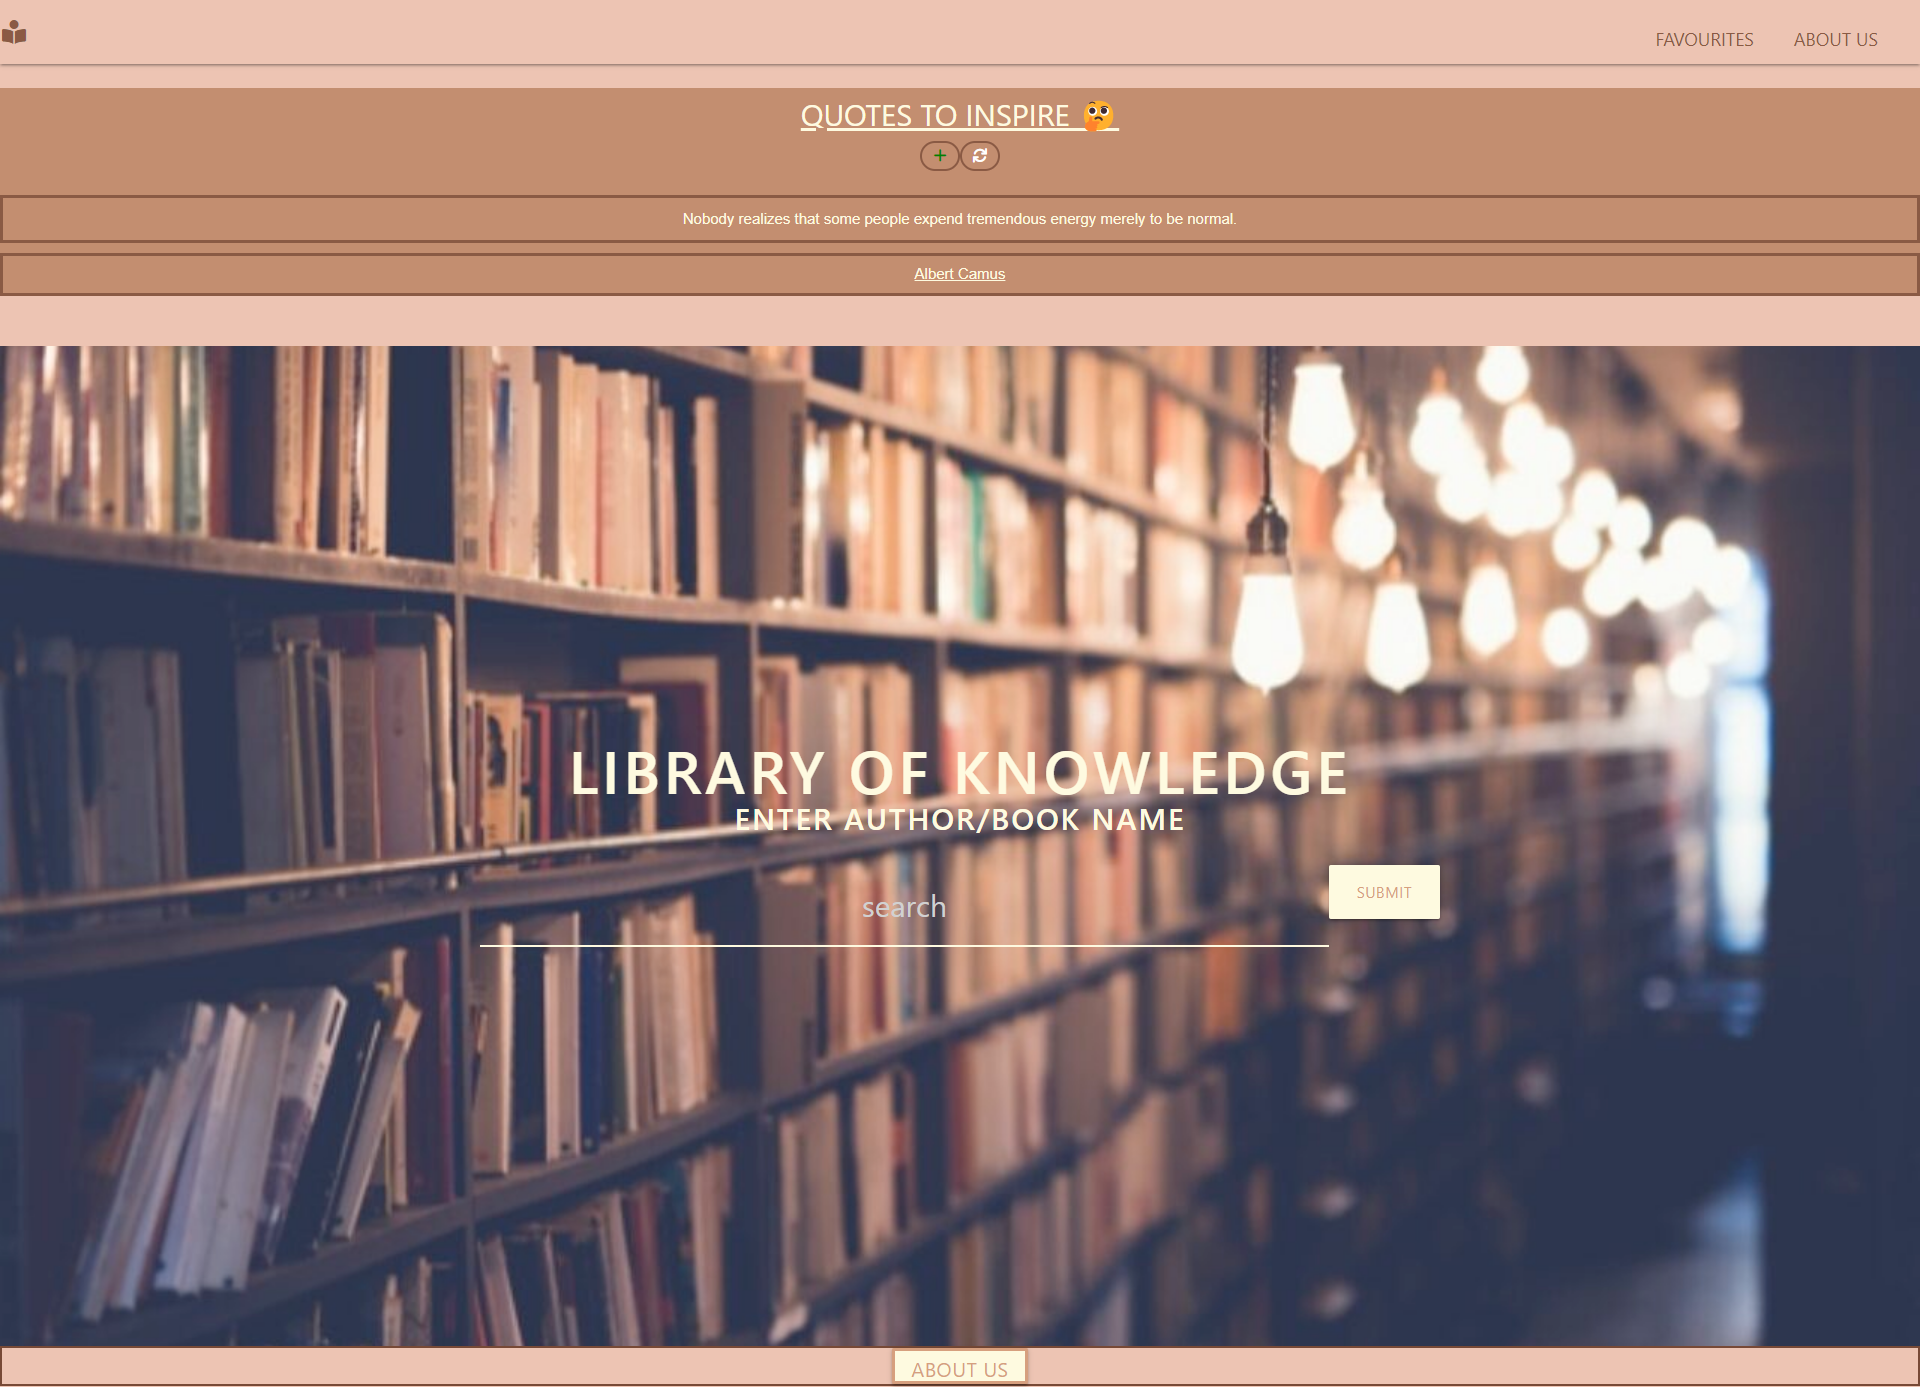 FAVOURITES ABOUT US
QUOTES TO INSPIRE 🤔
Nobody realizes that some people expend tremendous energy merely to be normal.
Albert Camus
LIBRARY OF KNOWLEDGE
ENTER AUTHOR/BOOK NAME
search
SUBMIT
ABOUT US